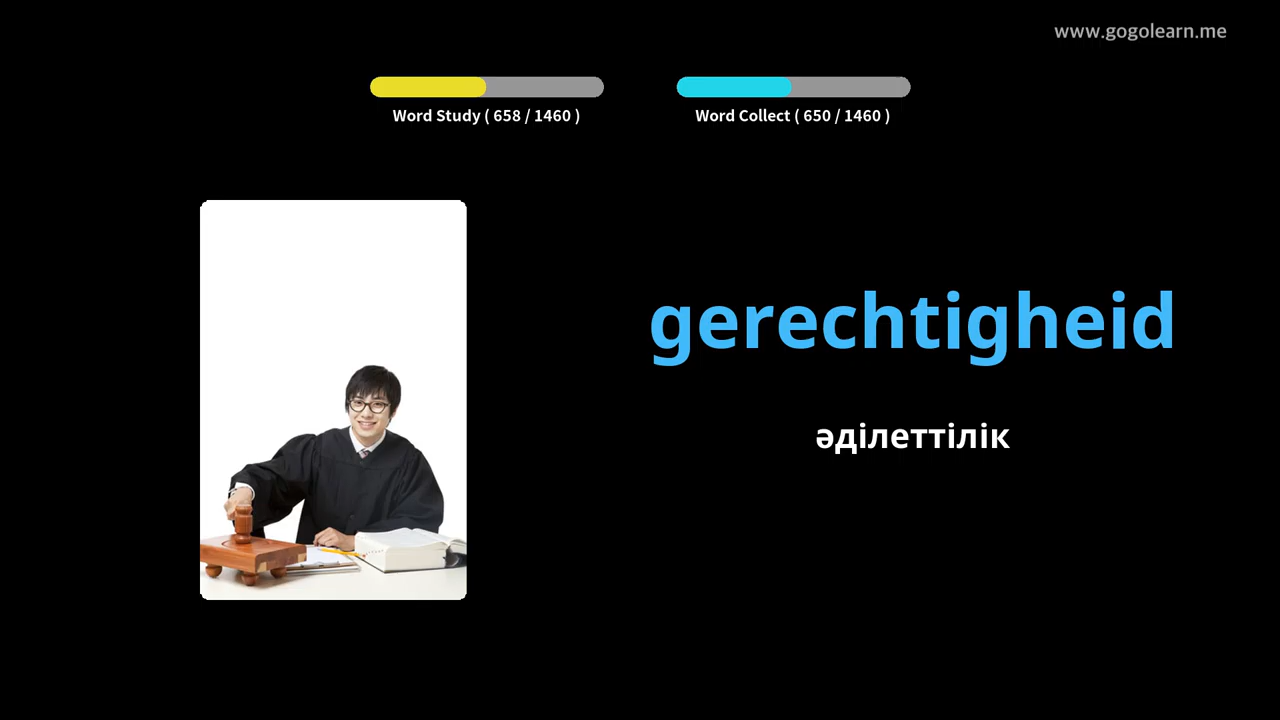 www.gogolearn.me
Word Study ( 658 / 1460 )
Word Collect ( 650 / 1460 )
gerechtigheid
әділеттілік